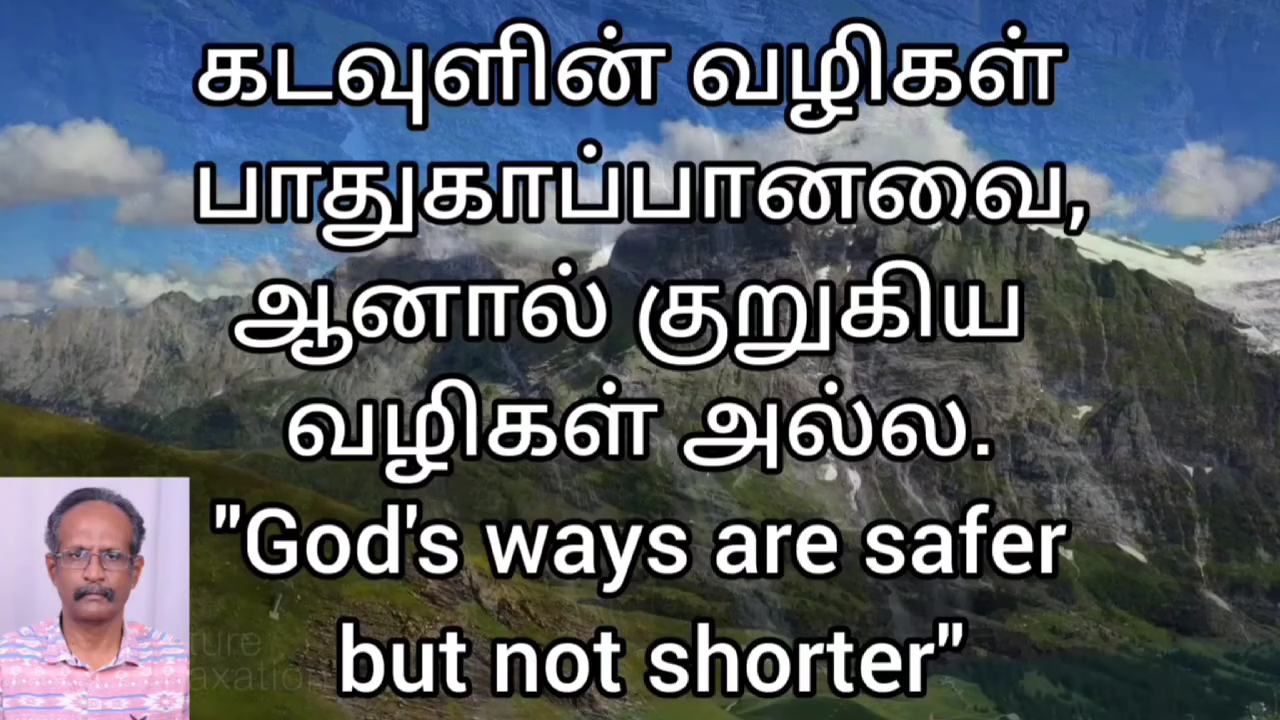 கடவுளின் வழிகள்
பாதுகாப்பானவை,
ஆனால் குறுகிய
வழிகள் அல்ல.
"God's ways are safer
but not shorter"